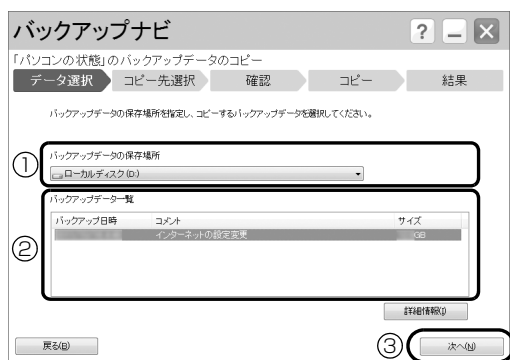 バックアップナビ ? – ×
「パソコンの状態」のバックアップデータのコピー
データ選択 コピー先選択 確認 コピー 結果
バックアップデータの保存場所を指定し、コピーするバックアップデータを選択してください。
①
バックアップデータの保存場所
ローカルディスク(D:)
②
バックアップデータ一覧
バックアップ日時 コメント サイズ
インターネットの設定変更 GB
詳細情報(I)
戻る(B) ③ 次へ(N)